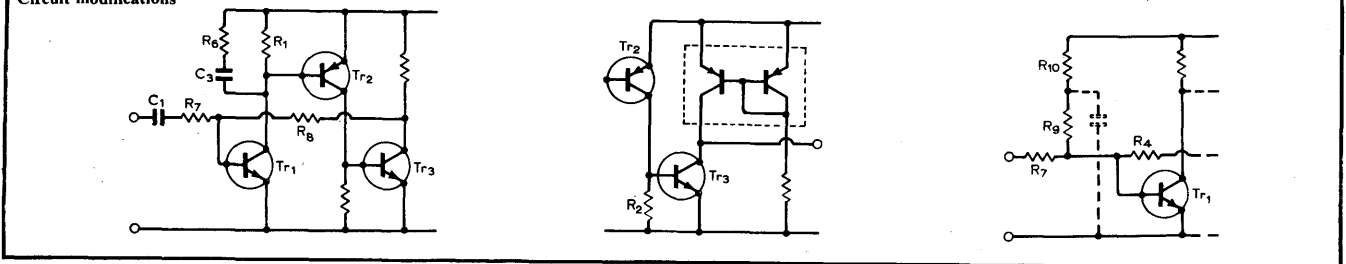 Circuit modifications
R6
R1
C3
Tr2
C1
R7
R8
Tr1
Tr3
Tr2
R2
Tr3
R10
R9
R4
R7
Tr1